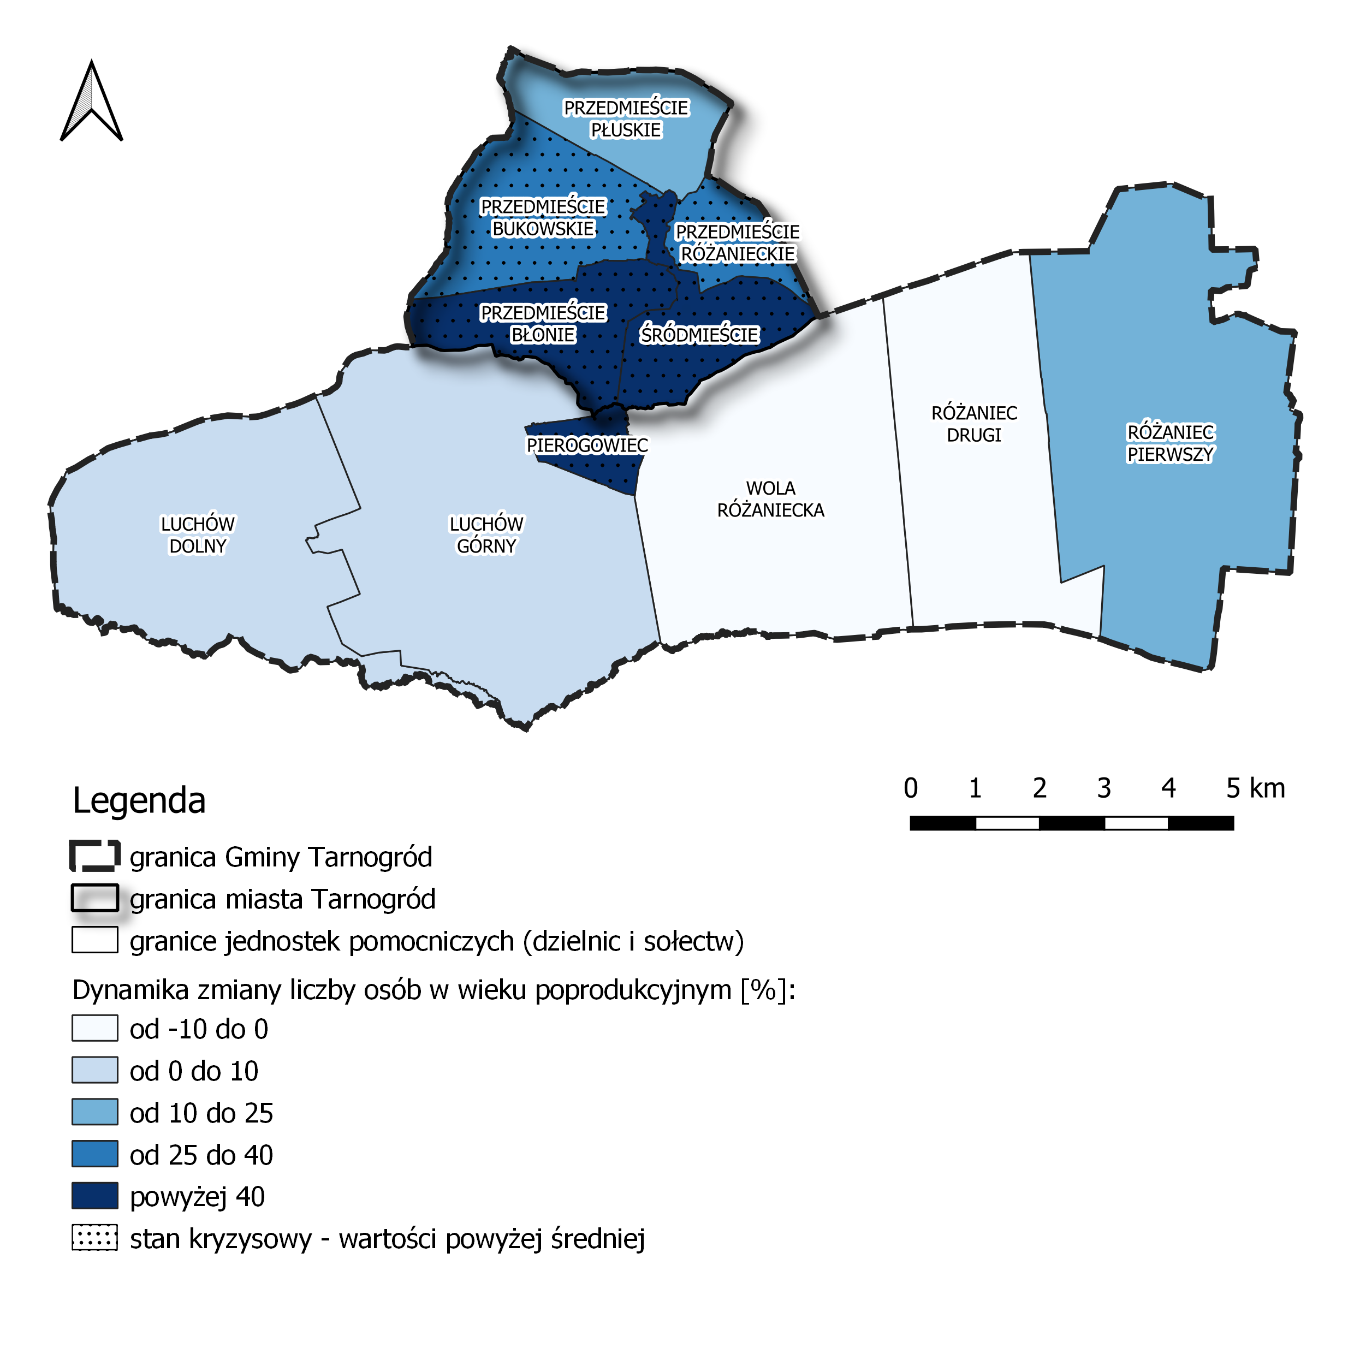 PRZEDMIEŚCIE
PŁUSKIE
PRZEDMIEŚCIE
BUKOWSKIE
PRZEDMIEŚCIE
RÓŻANIECKIE
PRZEDMIEŚCIE
BŁONIE
ŚRÓDMIEŚCIE
PIEROGOWIEC
RÓŻANIEC
DRUGI
RÓŻANIEC
PIERWSZY
WOLA
RÓŻANIECKA
LUCHÓW
DOLNY
LUCHÓW
GÓRNY
0 1 2 3 4 5 km
Legenda
granica Gminy Tarnogród
granica miasta Tarnogród
granice jednostek pomocniczych (dzielnic i sołectw)
Dynamika zmiany liczby osób w wieku poprodukcyjnym [%]:
od -10 do 0
od 0 do 10
od 10 do 25
od 25 do 40
powyżej 40
stan kryzysowy - wartości powyżej średniej